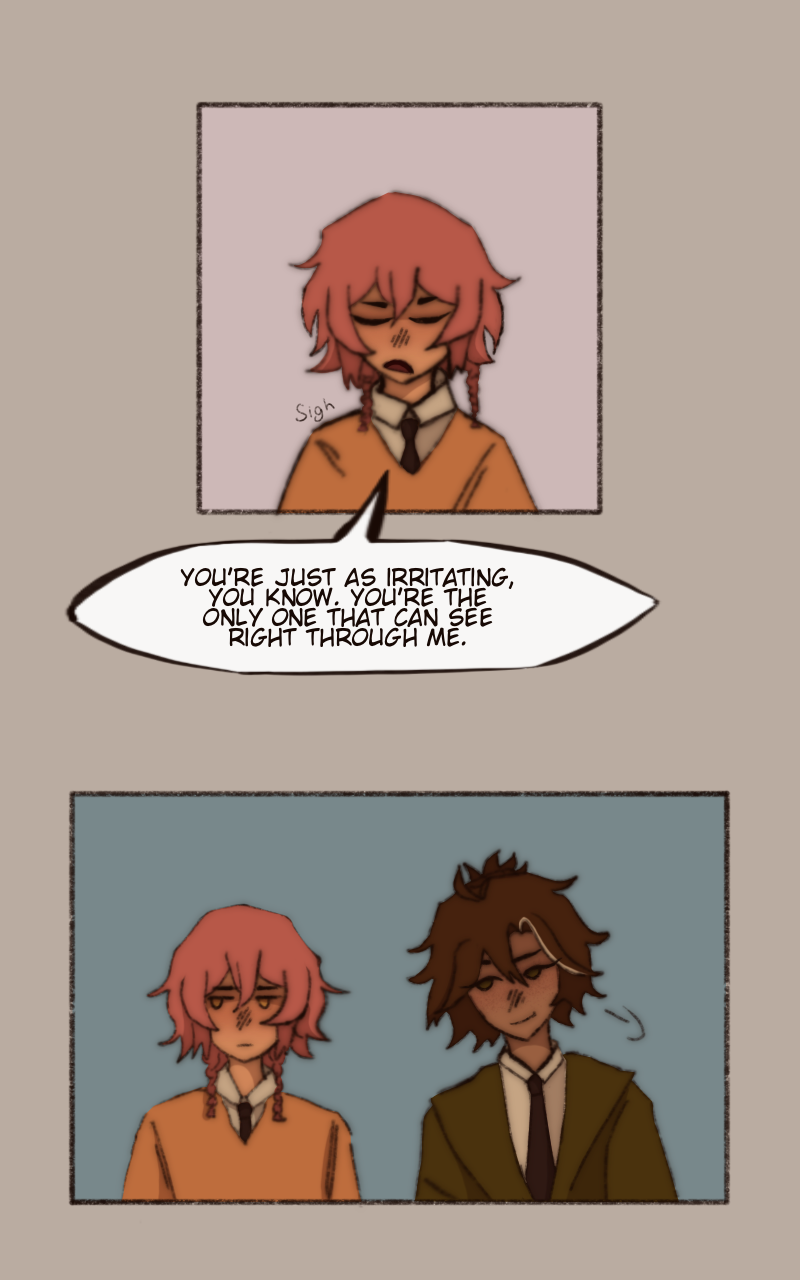 Sigh
YOU'RE JUST AS IRRITATING,
YOU KNOW. YOU'RE THE
ONLY ONE THAT CAN SEE
RIGHT THROUGH ME.